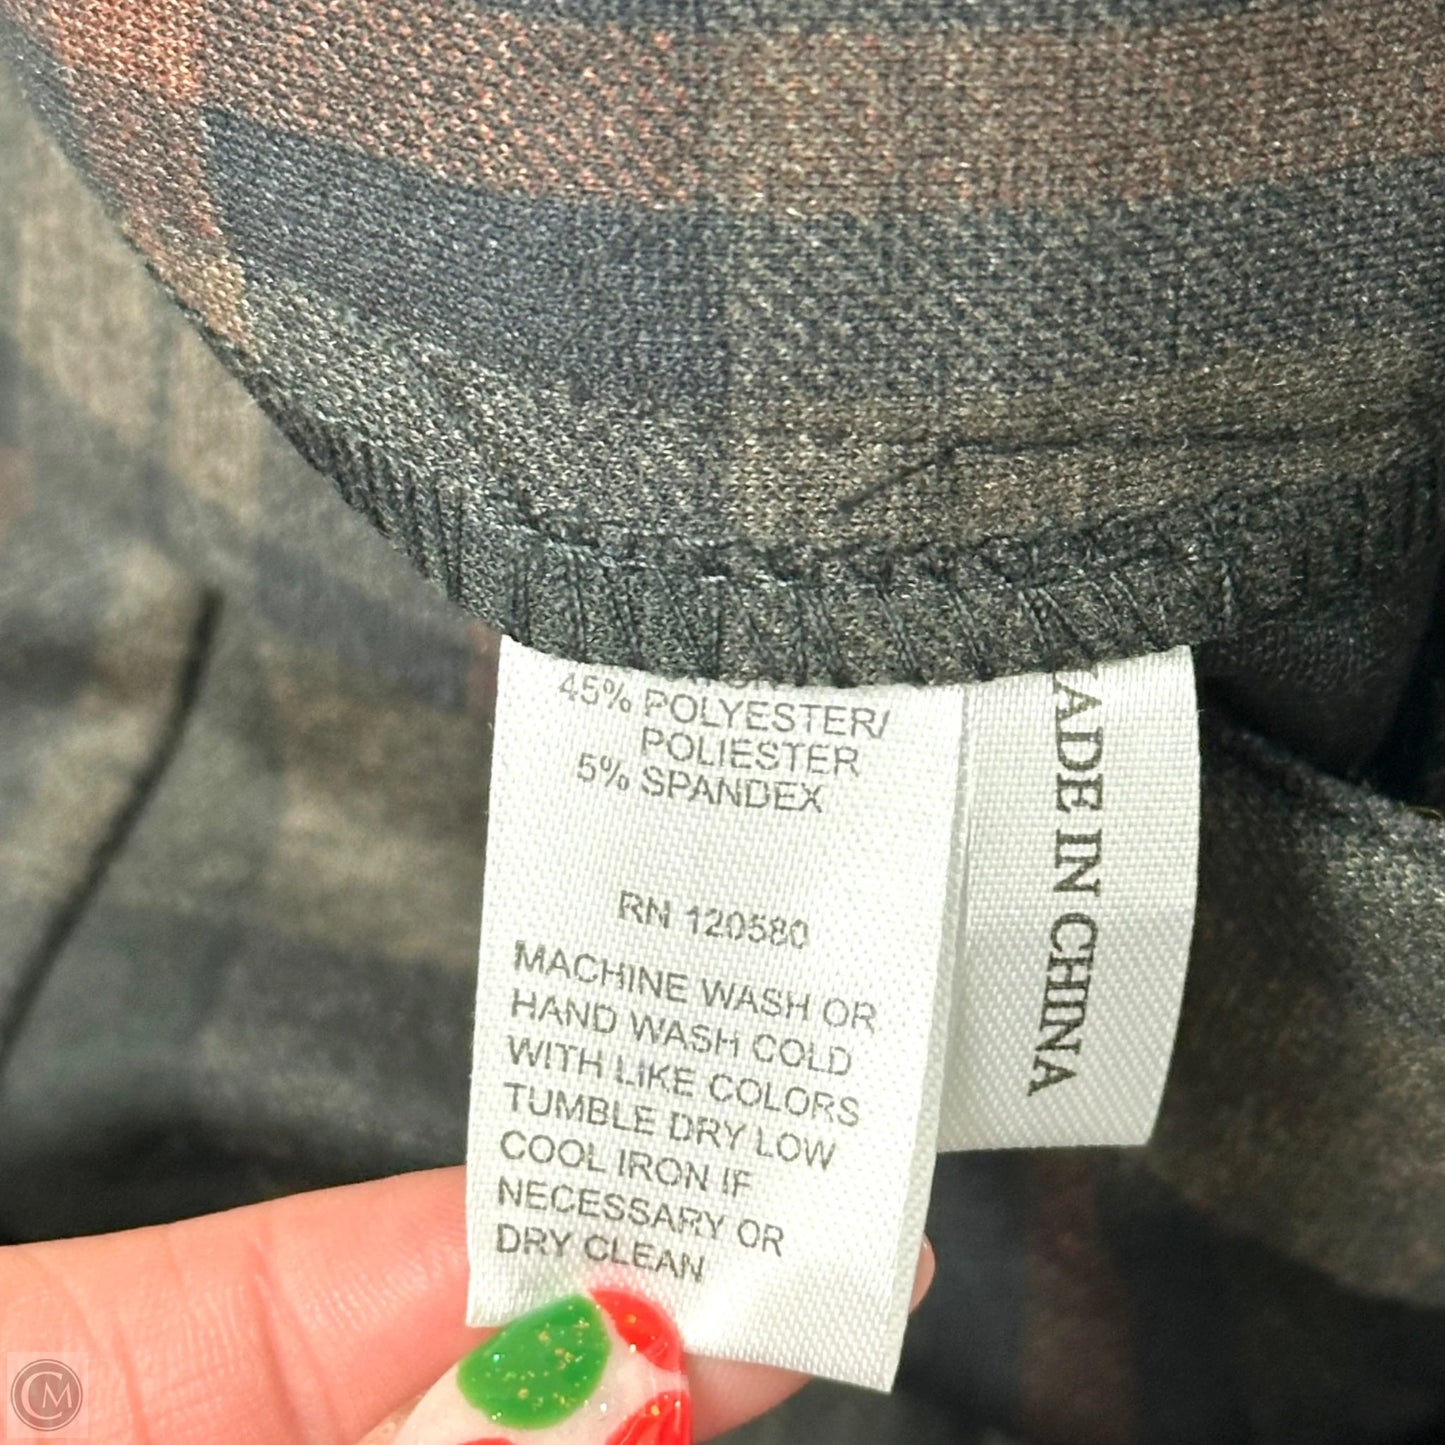 45% POLYESTER/
POLIESTER
5% SPANDEX
RN 120580
MACHINE WASH OR
HAND WASH COLD
WITH LIKE COLORS
TUMBLE DRY LOW
COOL IRON IF
NECESSARY OR
DRY CLEAN
ADE IN CHINA
CM